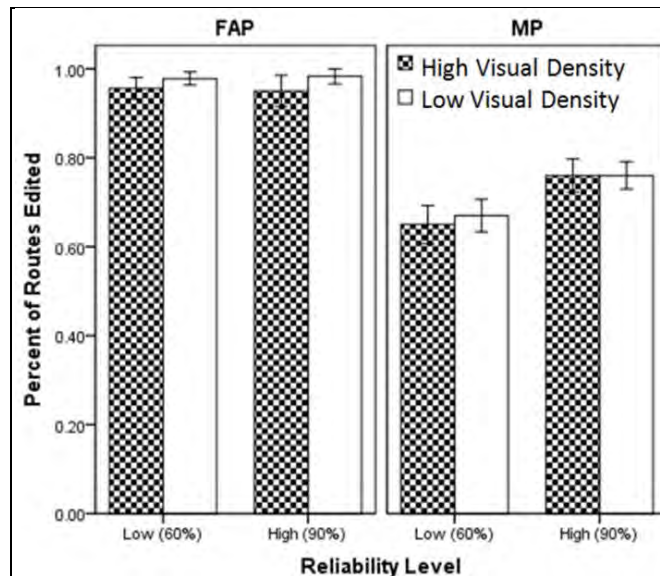 FAP
MP
High Visual Density
Low Visual Density
Percent of Routes Edited
1.00
0.80
0.60
0.40
0.20
0.00
Low (60%)
High (90%)
Low (60%)
High (90%)
Reliability Level